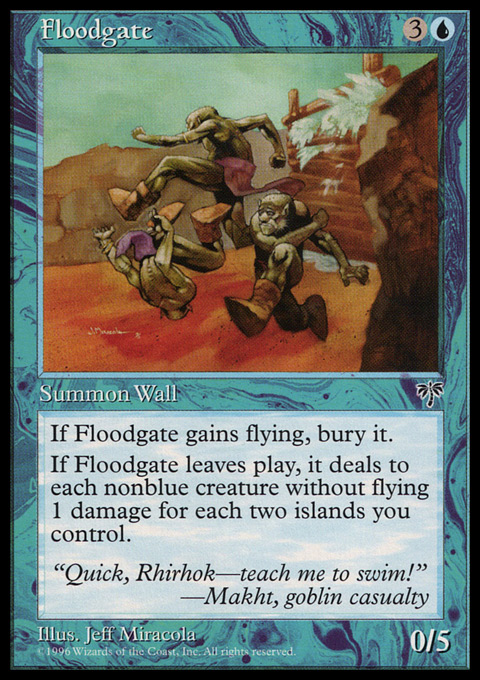 Floodgate 3
J. Miracola
Summon Wall
If Floodgate gains flying, bury it.
If Floodgate leaves play, it deals to
each nonblue creature without flying
1 damage for each two islands you
control.
“Quick, Rhirhok—teach me to swim!”
—Makht, goblin casualty
Illus. Jeff Miracola
©1996 Wizards of the Coast, Inc. All rights reserved.
0/5